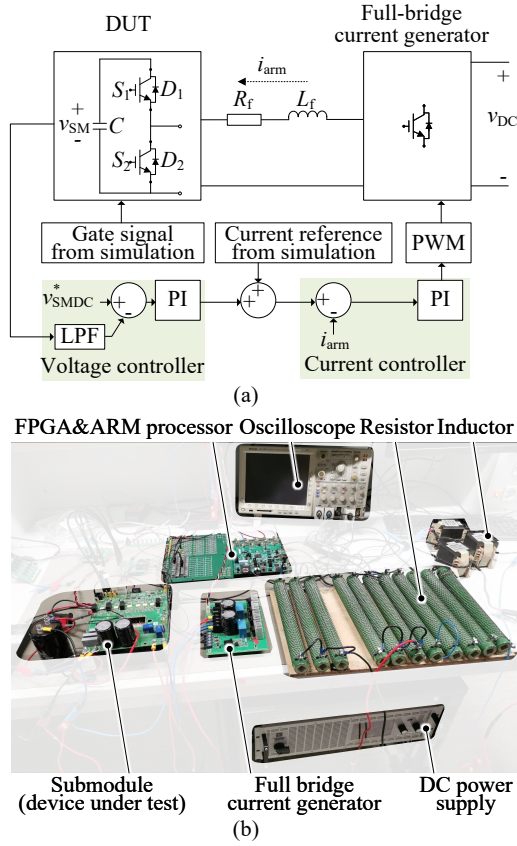 DUT
Full-bridge
current generator
i_arm
R_f
L_f
S_1
D_1
+
v_SM
-
C
S_2
D_2
+
v_DC
-
Gate signal
from simulation
Current reference
from simulation
PWM
v*_SMDC
+
-
PI
+
+
+
-
PI
LPF
i_arm
Voltage controller
Current controller
(a)
FPGA&ARM processor Oscilloscope Resistor Inductor
Submodule
(device under test)
Full bridge
current generator
DC power
supply
(b)